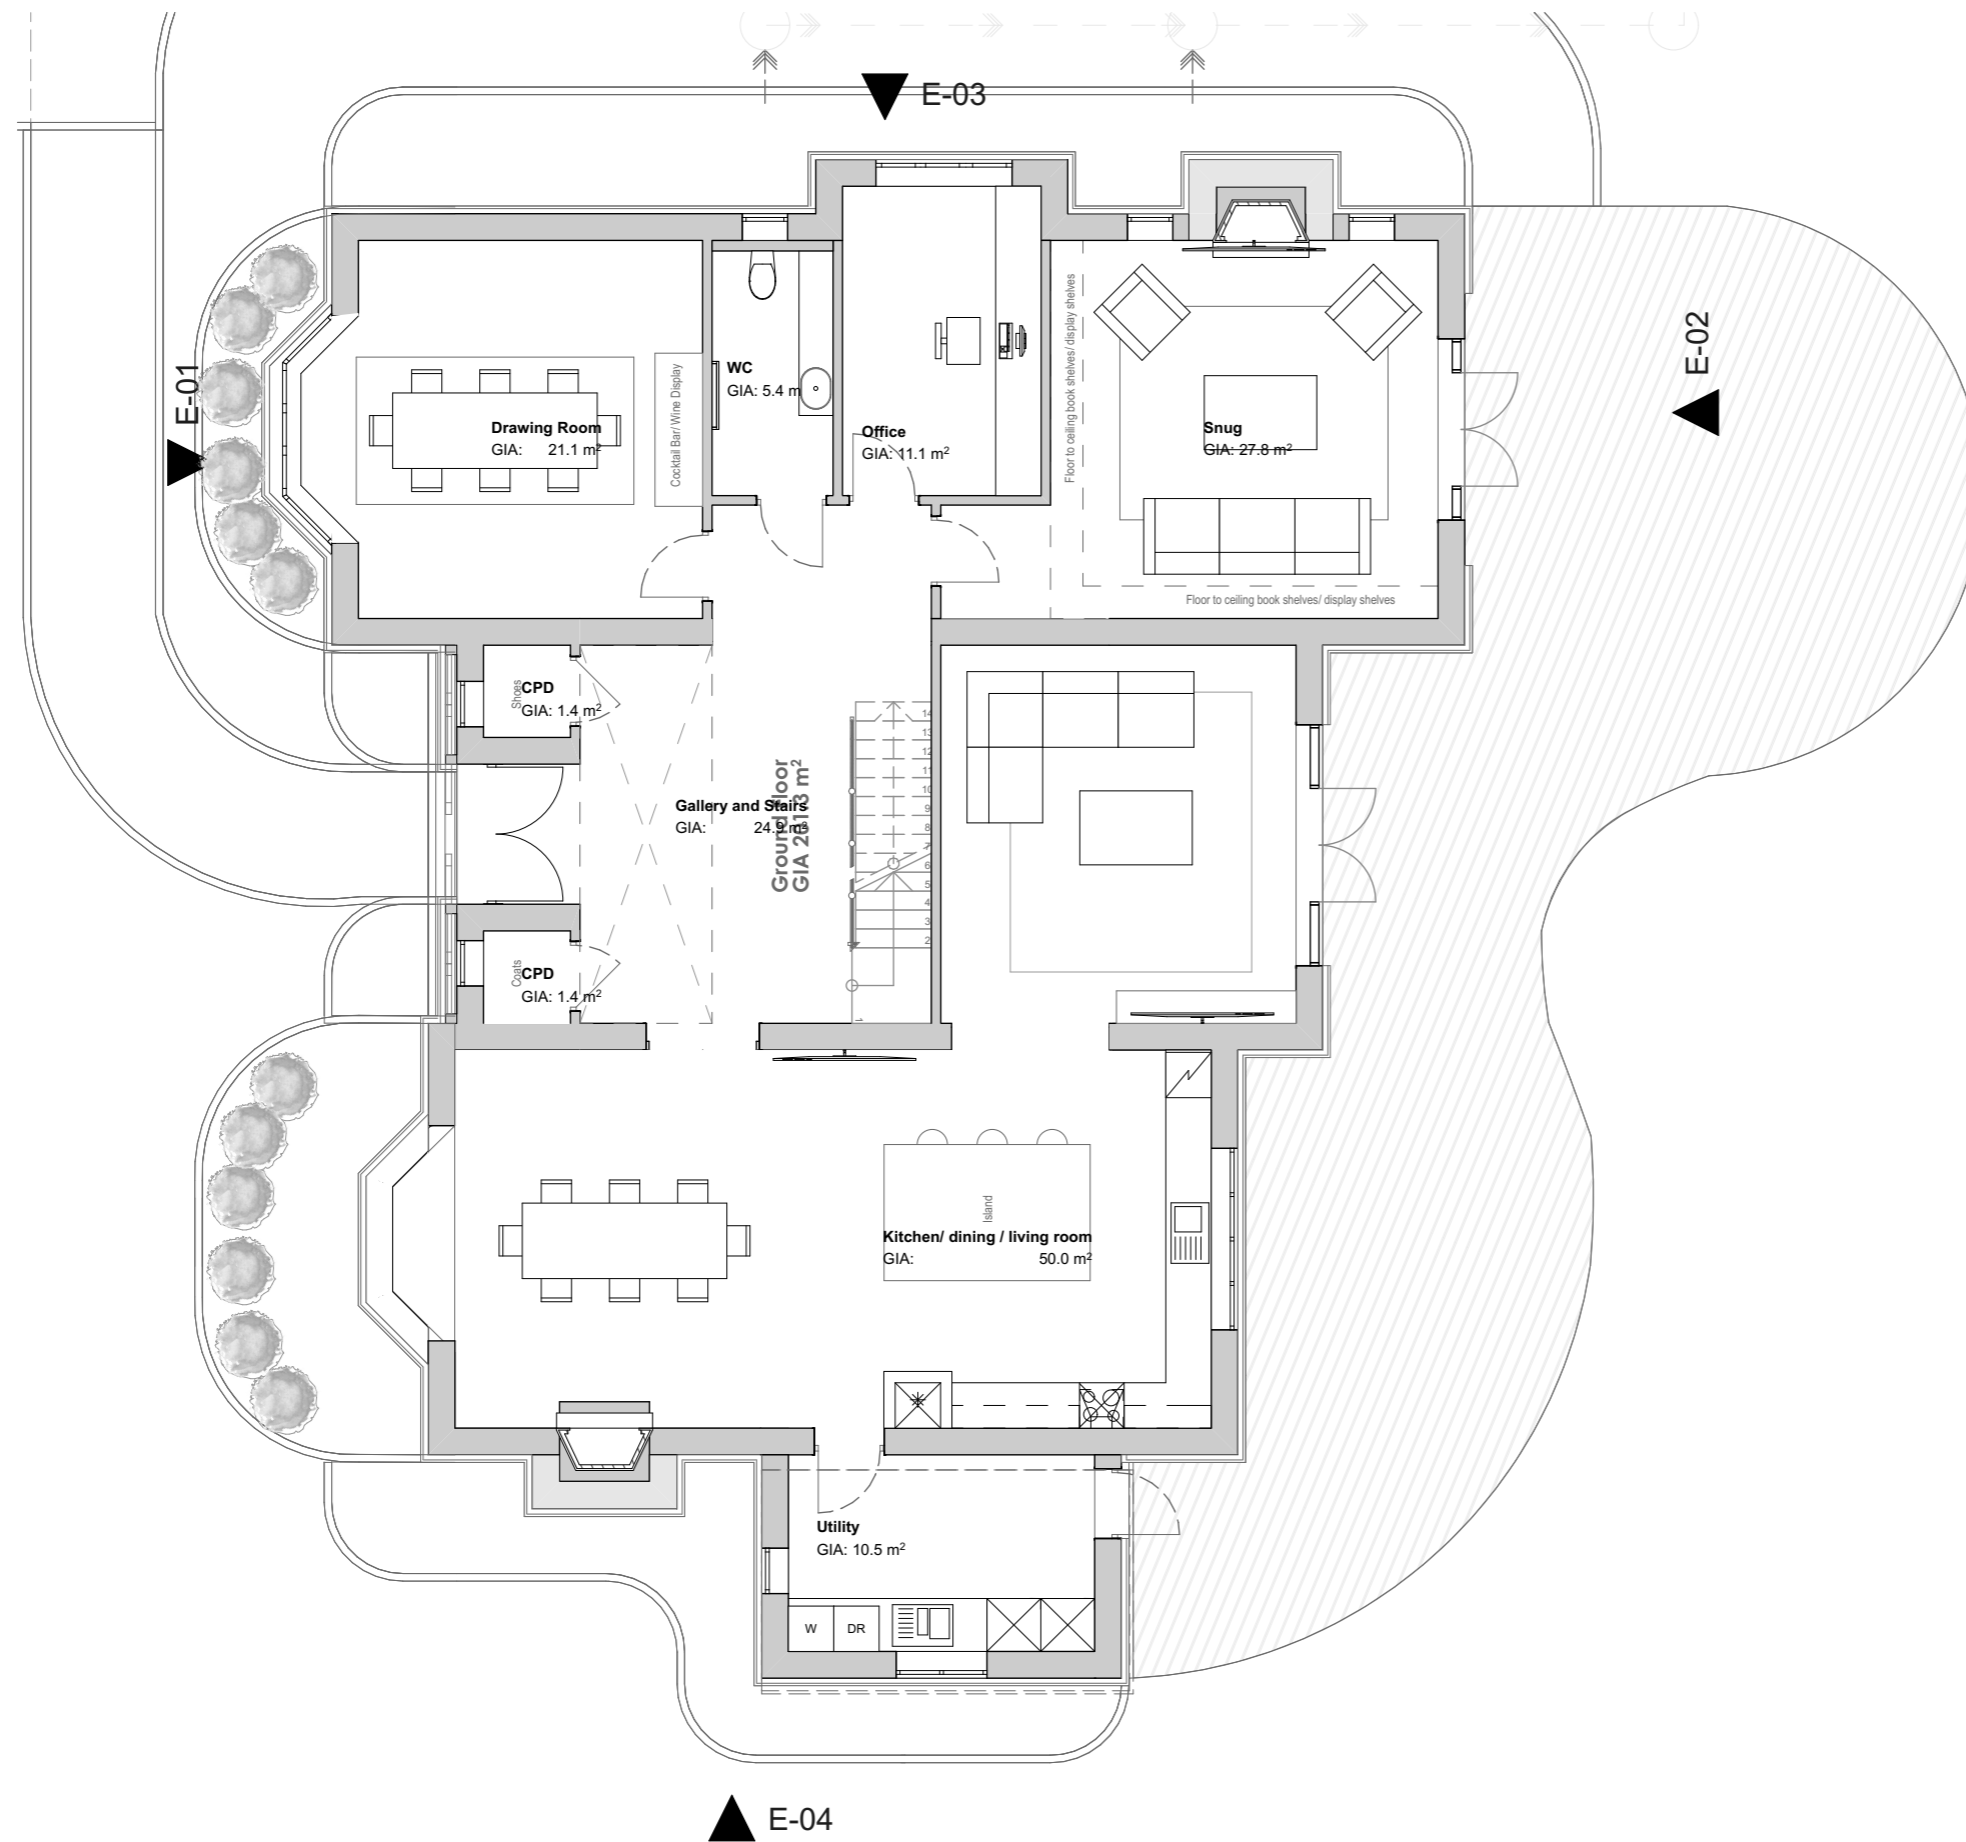 E-03
E-01
E-02
WC
GIA: 5.4 m
Drawing Room
GIA: 21.1 m²
Cocktail Bar/ Wine Display
Office
GIA: 11.1 m²
Floor to ceiling book shelves/ display shelves
Snug
GIA: 27.8 m²
Floor to ceiling book shelves/ display shelves
Shoes
CPD
GIA: 1.4 m²
14
13
12
11
10
9
8
7
6
5
4
3
2
1
Gallery and Stairs
GIA: 24.9 m²
Ground floor
Coats
CPD
GIA: 1.4 m²
Island
Kitchen/ dining / living room
GIA: 50.0 m²
Utility
GIA: 10.5 m²
W
DR
E-04